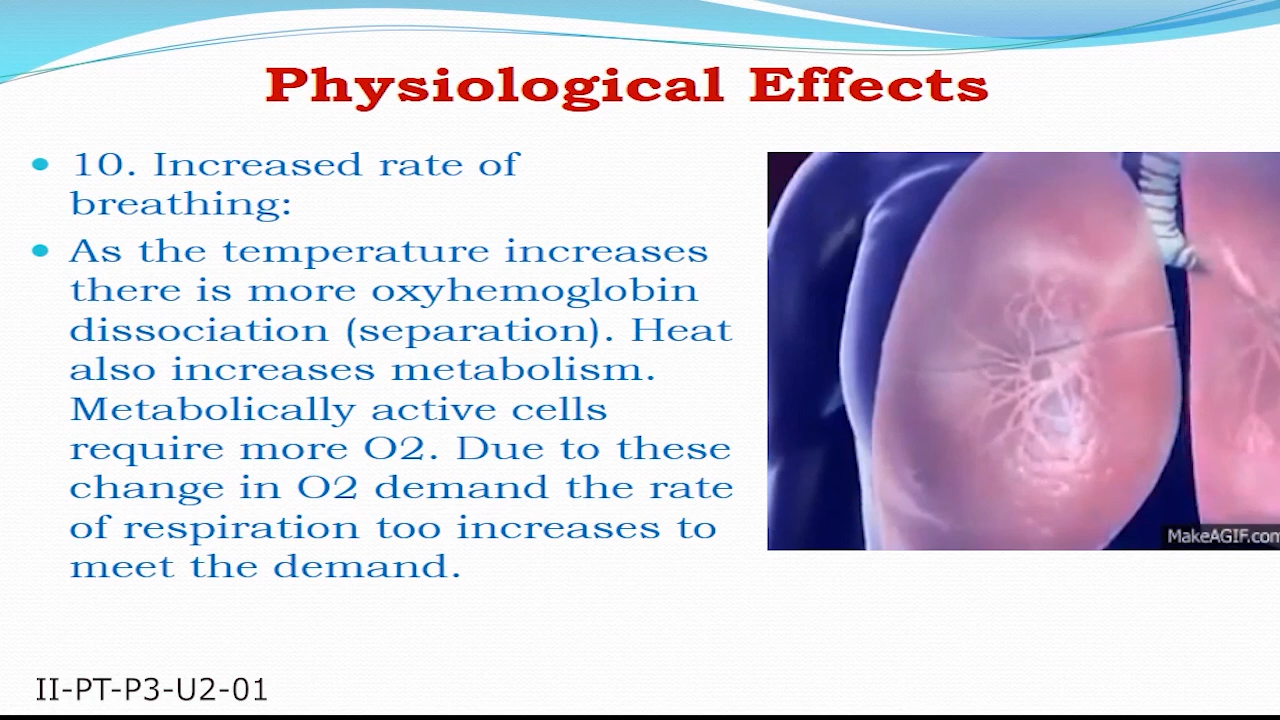 Physiological Effects
10. Increased rate of
breathing:
As the temperature increases
there is more oxyhemoglobin
dissociation (separation). Heat
also increases metabolism.
Metabolically active cells
require more O2. Due to these
change in O2 demand the rate
of respiration too increases to
meet the demand.
MakeAGIF.com
II-PT-P3-U2-01